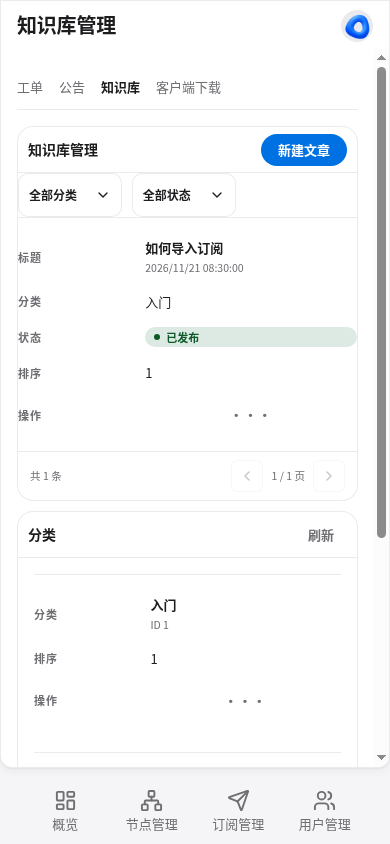 知识库管理
工单 公告 知识库 客户端下载
知识库管理 新建文章
全部分类 全部状态
标题 如何导入订阅
2026/11/21 08:30:00
分类 入门
状态 已发布
排序 1
操作 • • •
共 1 条 1 / 1 页
分类 刷新
分类 入门
ID 1
排序 1
操作 • • •
概览 节点管理 订阅管理 用户管理